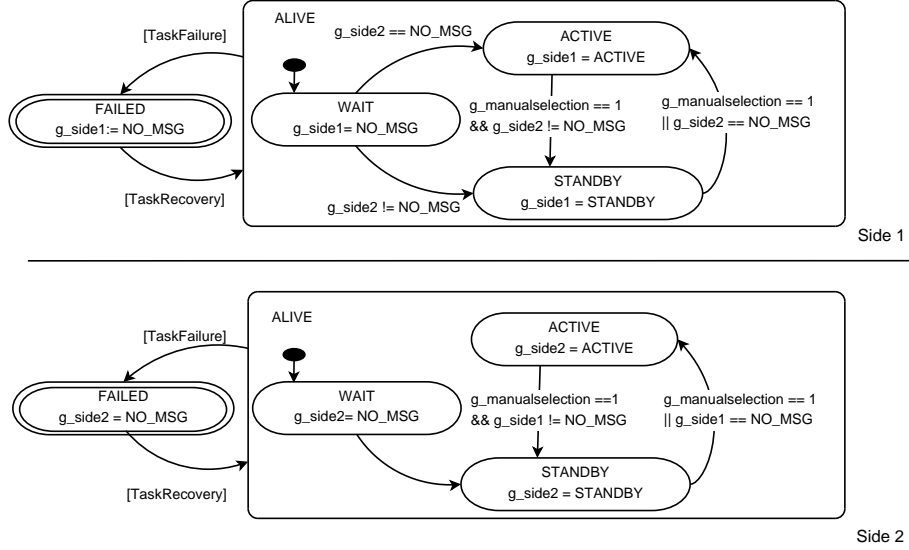 ALIVE
[TaskFailure]
g_side2 == NO_MSG
ACTIVE
g_side1 = ACTIVE
FAILED
g_side1:= NO_MSG
WAIT
g_side1= NO_MSG
g_manualselection == 1
&& g_side2 != NO_MSG
g_manualselection == 1
|| g_side2 == NO_MSG
[TaskRecovery]
g_side2 != NO_MSG
STANDBY
g_side1 = STANDBY
Side 1
ALIVE
[TaskFailure]
ACTIVE
g_side2 = ACTIVE
FAILED
g_side2 = NO_MSG
WAIT
g_side2= NO_MSG
g_manualselection ==1
&& g_side1 != NO_MSG
g_manualselection == 1
|| g_side1 == NO_MSG
[TaskRecovery]
STANDBY
g_side2 = STANDBY
Side 2